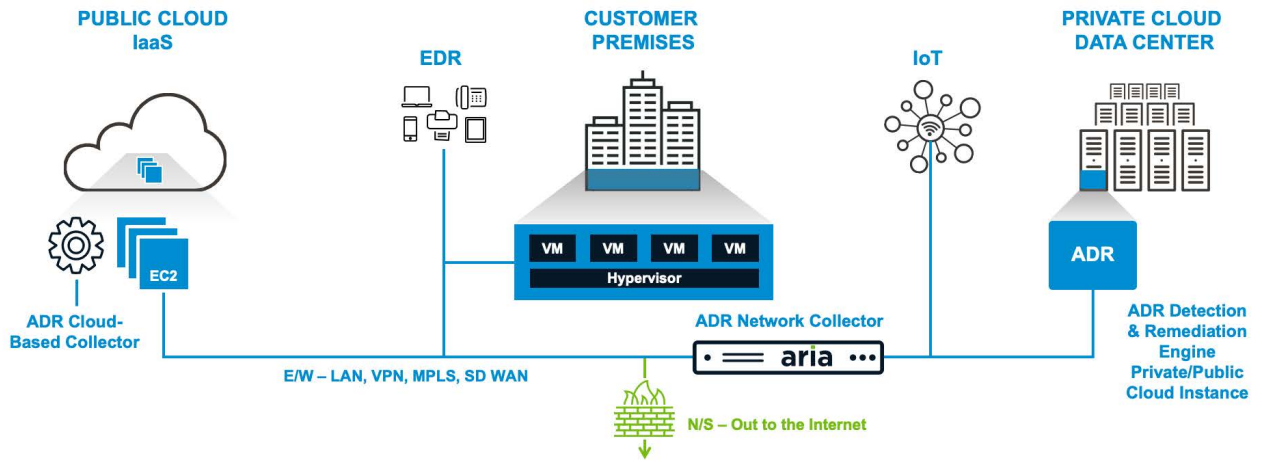 PUBLIC CLOUD
IaaS
EDR
CUSTOMER
PREMISES
IoT
PRIVATE CLOUD
DATA CENTER
EC2
VM VM VM VM
Hypervisor
ADR
ADR Cloud-
Based Collector
ADR Network Collector
aria
ADR Detection
& Remediation
Engine
Private/Public
Cloud Instance
E/W – LAN, VPN, MPLS, SD WAN
N/S – Out to the Internet